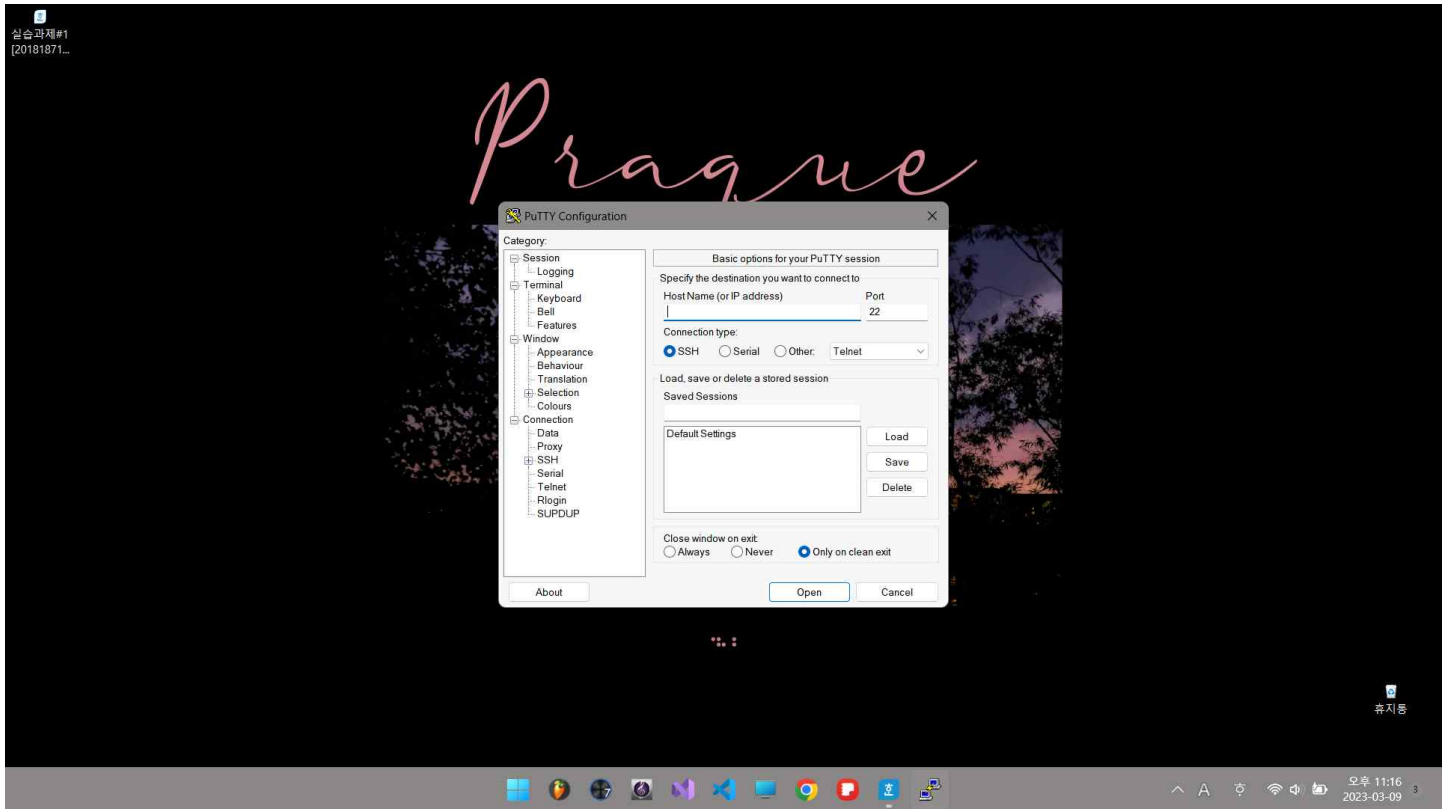 실습과제#1
[20181871...
Prague
PuTTY Configuration
Category:
Session
Logging
Terminal
Keyboard
Bell
Features
Window
Appearance
Behaviour
Translation
Selection
Colours
Connection
Data
Proxy
SSH
Serial
Telnet
Rlogin
SUPDUP
Basic options for your PuTTY session
Specify the destination you want to connect to
Host Name (or IP address) Port
22
Connection type:
SSH Serial Other: Telnet
Load, save or delete a stored session
Saved Sessions
Default Settings
Load
Save
Delete
Close window on exit:
Always Never Only on clean exit
About Open Cancel
휴지통
A 오후 11:16
2023-03-09 3